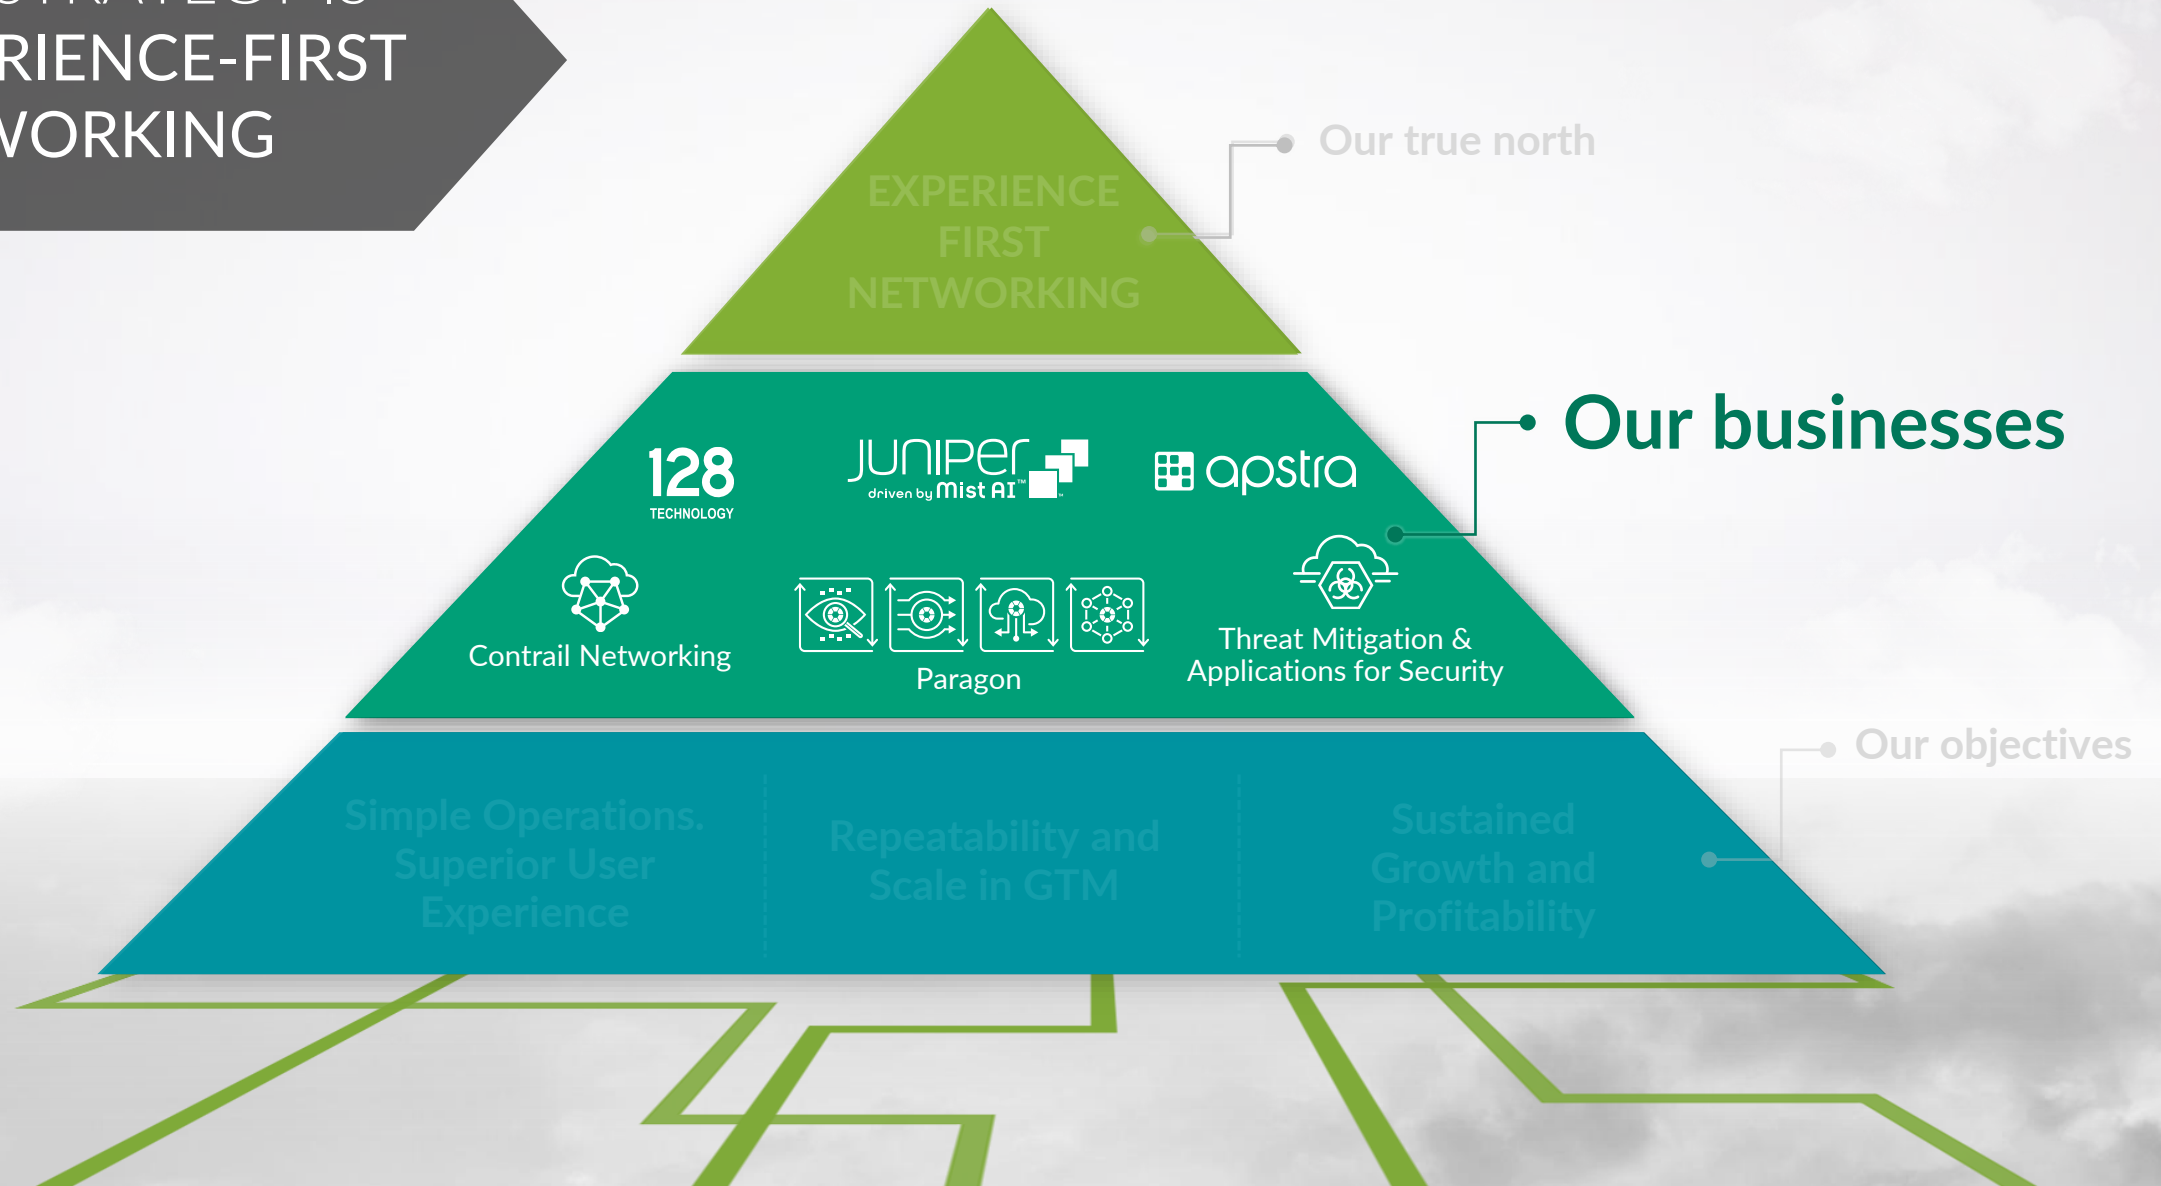 RIENCE-FIRST
WORKING
Our true north
EXPERIENCE
FIRST
NETWORKING
Our businesses
128
TECHNOLOGY
JUNIPer
driven by Mist AI™
apstra
Contrail Networking
Paragon
Threat Mitigation &
Applications for Security
Our objectives
Simple Operations.
Superior User
Experience
Repeatability and
Scale in GTM
Sustained
Growth and
Profitability